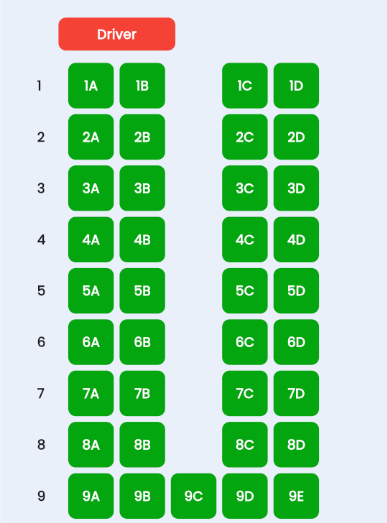 Driver
1 1A 1B 1C 1D
2 2A 2B 2C 2D
3 3A 3B 3C 3D
4 4A 4B 4C 4D
5 5A 5B 5C 5D
6 6A 6B 6C 6D
7 7A 7B 7C 7D
8 8A 8B 8C 8D
9 9A 9B 9C 9D 9E